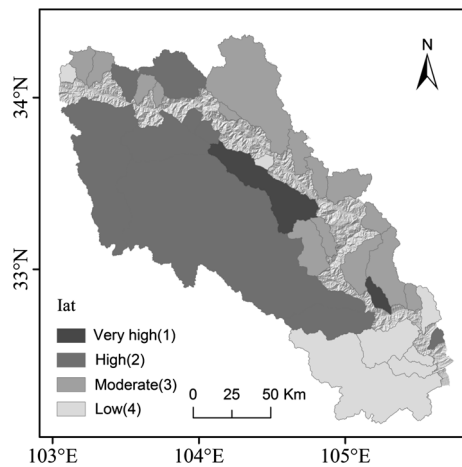 N
34°N
33°N
Iat
Very high(1)
High(2)
Moderate(3)
Low(4)
0 25 50 Km
103°E 104°E 105°E